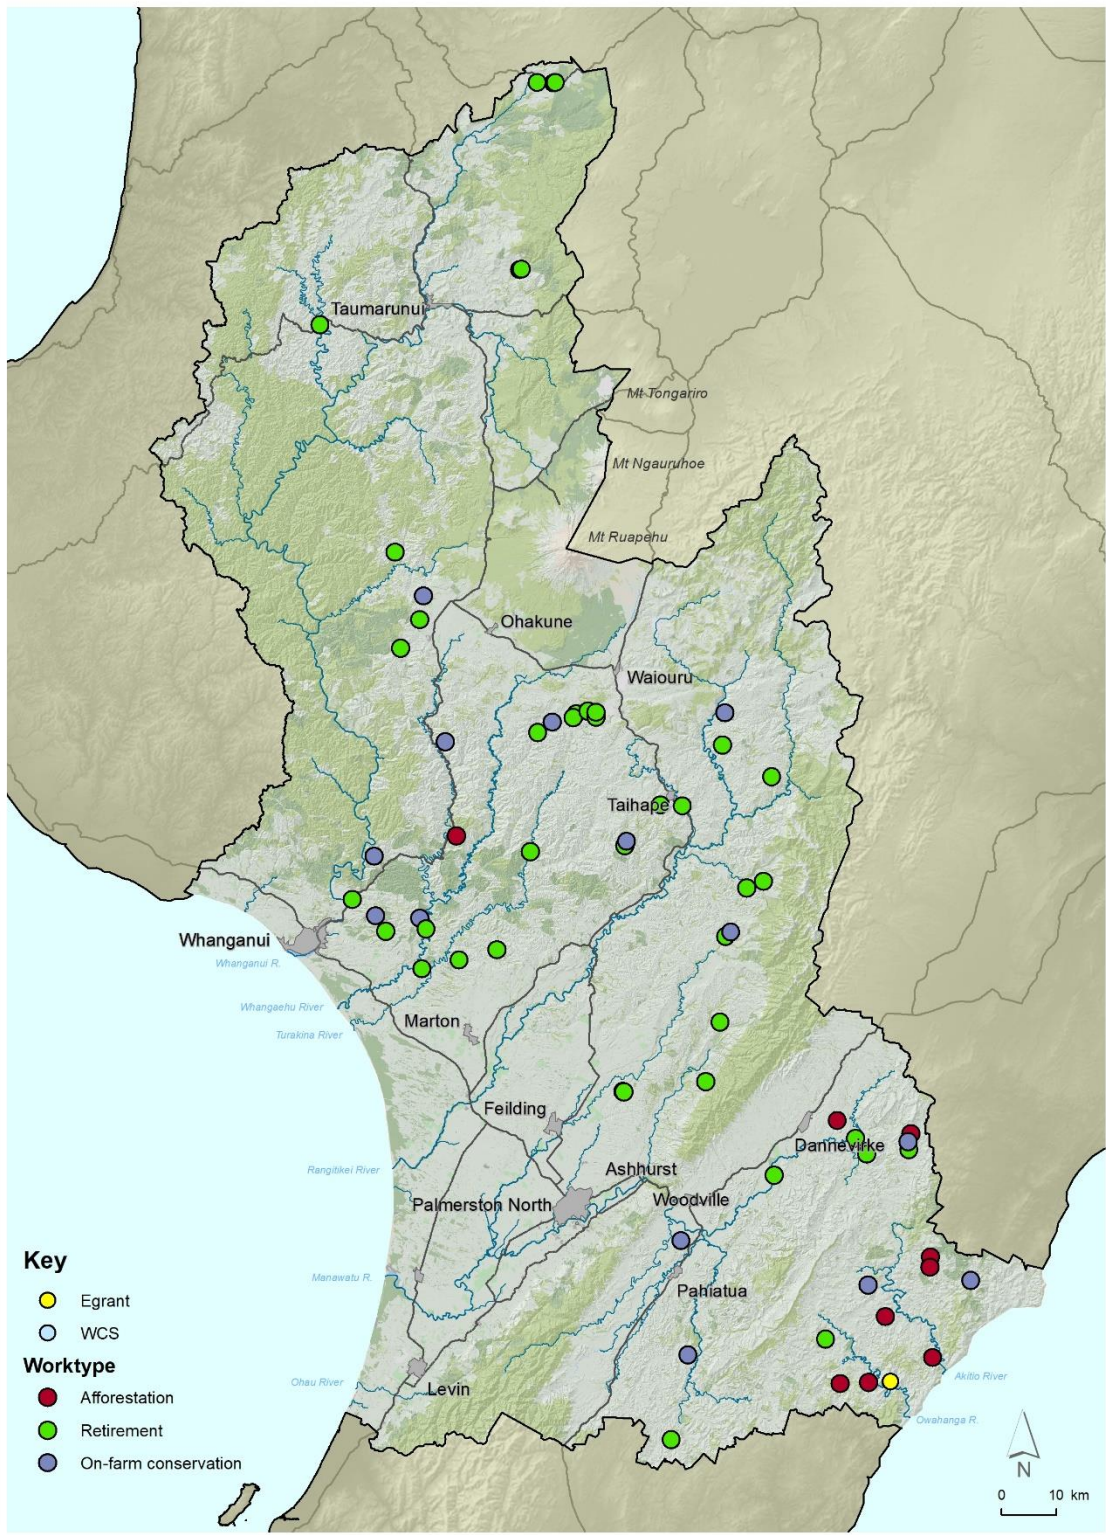 Taumarunui
Mt Tongariro
Mt Ngauruhoe
Mt Ruapehu
Ohakune
Waiouru
Taihape
Whanganui
Whanganui R.
Whangaehu River
Marton
Turakina River
Feilding
Dannevirke
Rangitikei River
Ashhurst
Palmerston North
Woodville
Key
Manawatu R.
Pahiatua
Egrant
WCS
Worktype
Ohau River
Levin
Akitio River
Afforestation
Owahanga R.
Retirement
On-farm conservation
N
0 10 km